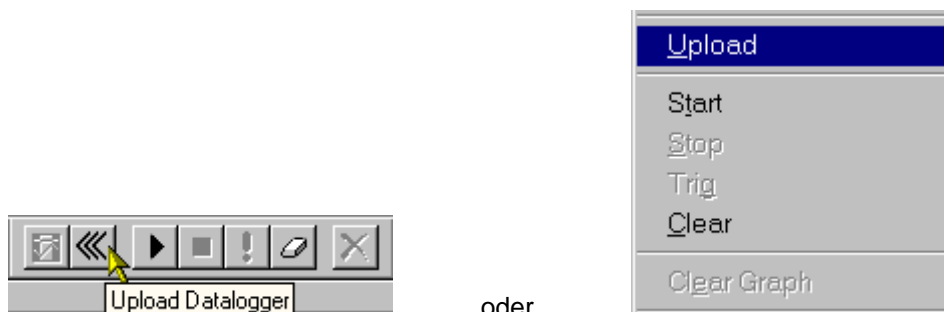 Upload Datalogger
oder
Upload
Start
Stop
Trig
Clear
Clear Graph